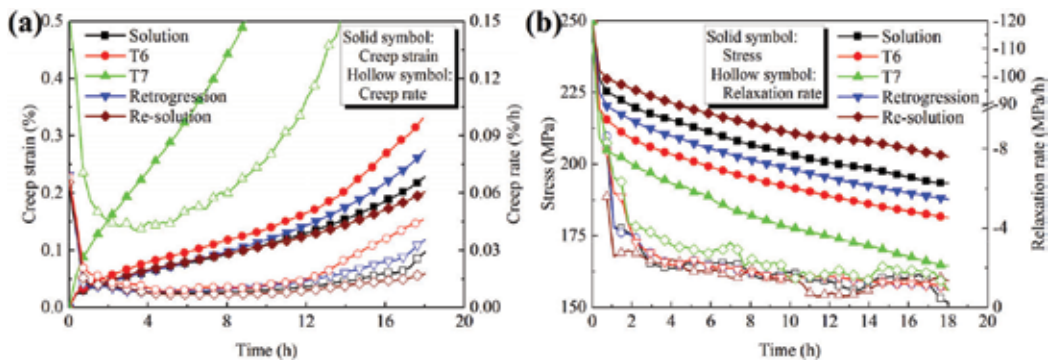 (a)
0.5
0.4
0.3
0.2
0.1
0.0
Creep strain (%)
Solution
T6
T7
Retrogression
Re-solution
Solid symbol:
Creep strain
Hollow symbol:
Creep rate
0.15
0.12
0.09
0.06
0.03
0.00
Creep rate (%/h)
0 4 8 12 16 20
Time (h)
(b)
250
225
200
175
150
Stress (MPa)
Solid symbol:
Stress
Hollow symbol:
Relaxation rate
Solution
T6
T7
Retrogression
Re-solution
-120
-110
-100
-90
-8
-4
0
Relaxation rate (MPa/h)
0 2 4 6 8 10 12 14 16 18 20
Time (h)